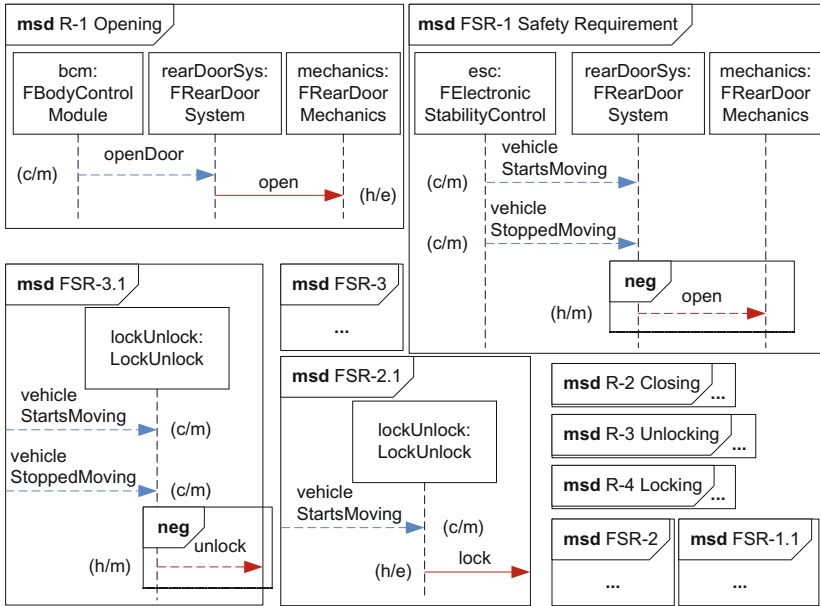 msd R-1 Opening
bcm:
FBodyControl
Module
rearDoorSys:
FRearDoor
System
mechanics:
FRearDoor
Mechanics
openDoor
(c/m)
open
(h/e)
msd FSR-1 Safety Requirement
esc:
FElectronic
StabilityControl
rearDoorSys:
FRearDoor
System
mechanics:
FRearDoor
Mechanics
vehicle
StartsMoving
(c/m)
vehicle
StoppedMoving
(c/m)
neg
open
(h/m)
msd FSR-3.1
lockUnlock:
LockUnlock
vehicle
StartsMoving
(c/m)
vehicle
StoppedMoving
(c/m)
neg
unlock
(h/m)
msd FSR-3
...
msd FSR-2.1
lockUnlock:
LockUnlock
vehicle
StartsMoving
(c/m)
lock
(h/e)
msd R-2 Closing
...
msd R-3 Unlocking
...
msd R-4 Locking
...
msd FSR-2
...
msd FSR-1.1
...